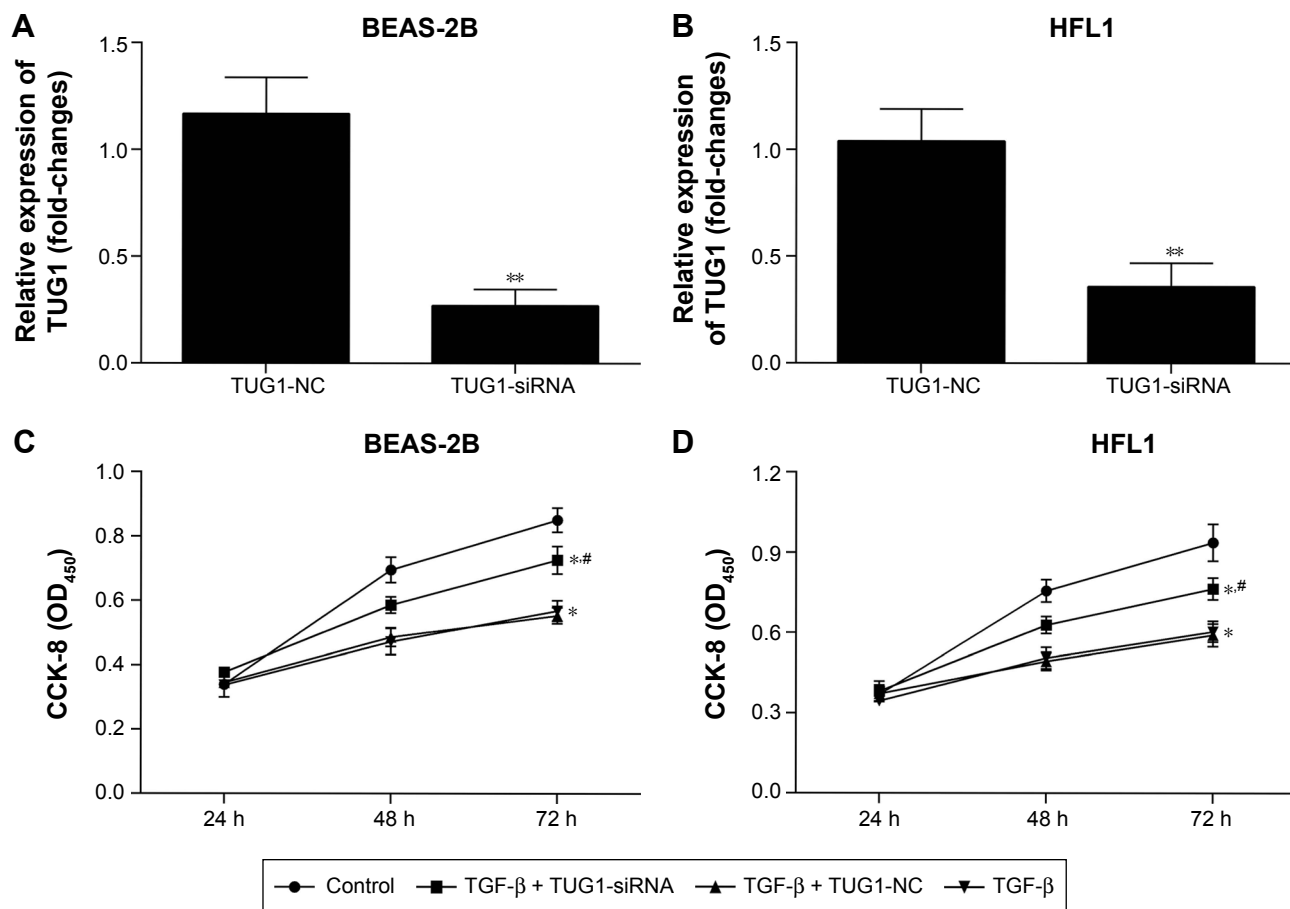 A
BEAS-2B
Relative expression of
TUG1 (fold-changes)
1.5
1.0
0.5
0.0
**
TUG1-NC
TUG1-siRNA
B
HFL1
Relative expression
of TUG1 (fold-changes)
1.5
1.0
0.5
0.0
**
TUG1-NC
TUG1-siRNA
C
BEAS-2B
CCK-8 (OD450)
1.0
0.8
0.6
0.4
0.2
0.0
*,#
*
24 h
48 h
72 h
D
HFL1
CCK-8 (OD450)
1.2
0.9
0.6
0.3
0.0
*,#
*
24 h
48 h
72 h
Control
TGF-β + TUG1-siRNA
TGF-β + TUG1-NC
TGF-β